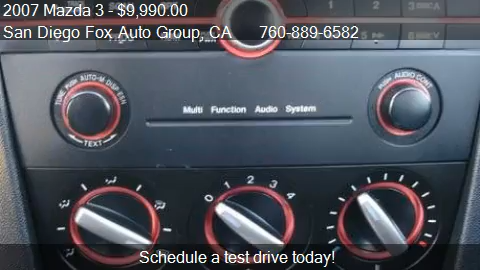 2007 Mazda 3 - $9,990.00
San Diego Fox Auto Group, CA 760-889-6582
TUNE PUSH AUTO-M DISP ESN
PUSH AUDIO CONT
Multi Function Audio System
TEXT
0 1 2 3 4
Schedule a test drive today!